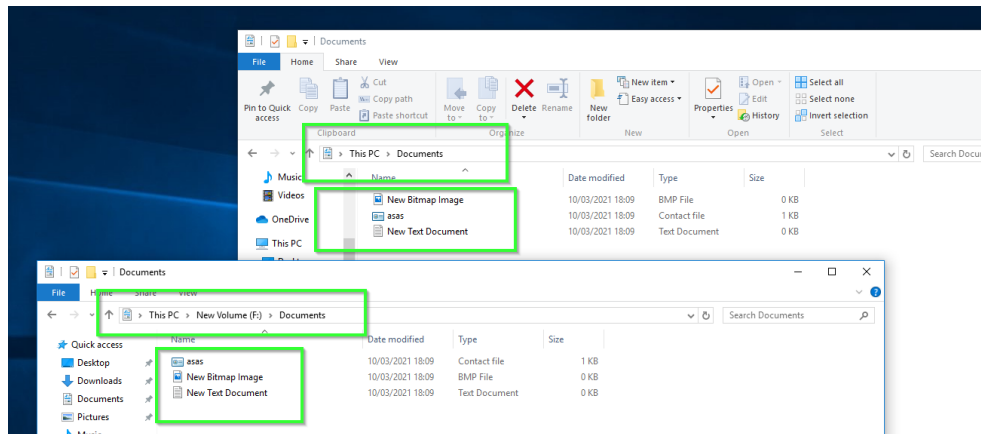 Documents
File Home Share View
Pin to Quick access
Copy
Paste
Cut
Copy path
Paste shortcut
Move to
Copy to
Delete
Rename
New folder
New item
Easy access
Properties
Open
Edit
History
Select all
Select none
Invert selection
Clipboard Organize New Open Select
This PC > Documents
Search Docu
Music
Videos
OneDrive
This PC
Name Date modified Type Size
New Bitmap Image 10/03/2021 18:09 BMP File 0 KB
asas 10/03/2021 18:09 Contact file 1 KB
New Text Document 10/03/2021 18:09 Text Document 0 KB
Documents
File Home Share View
This PC > New Volume (F:) > Documents
Search Documents
Quick access
Desktop
Downloads
Documents
Pictures
Name Date modified Type Size
asas 10/03/2021 18:09 Contact file 1 KB
New Bitmap Image 10/03/2021 18:09 BMP File 0 KB
New Text Document 10/03/2021 18:09 Text Document 0 KB